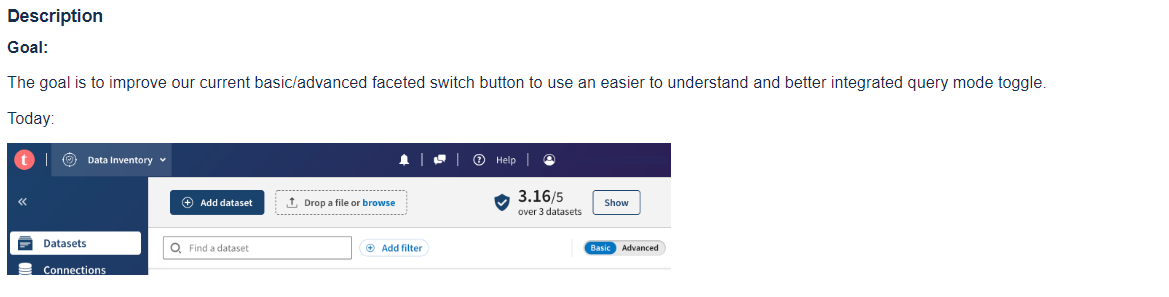 Description
Goal:
The goal is to improve our current basic/advanced faceted switch button to use an easier to understand and better integrated query mode toggle.
Today:
t | Data Inventory | | Help |
Add dataset
Drop a file or browse
3.16/5
over 3 datasets
Show
Datasets
Find a dataset
Add filter
Basic Advanced
Connections